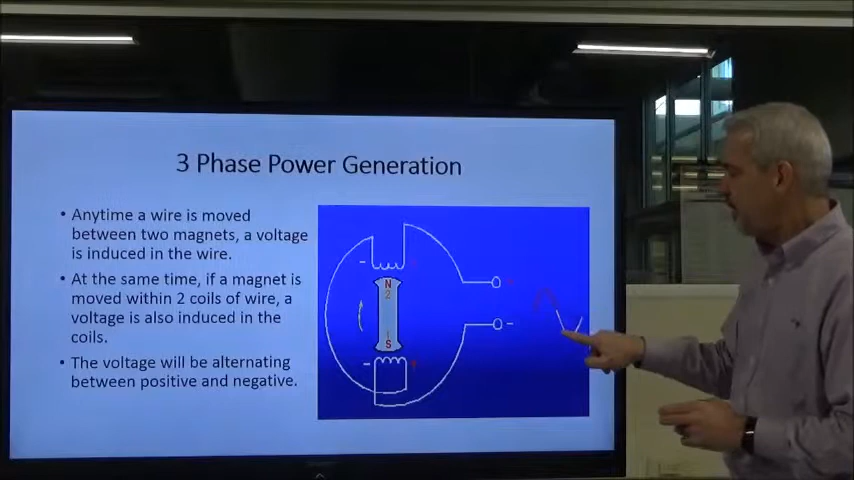 3 Phase Power Generation
• Anytime a wire is moved
between two magnets, a voltage
is induced in the wire.
• At the same time, if a magnet is
moved within 2 coils of wire, a
voltage is also induced in the
coils.
• The voltage will be alternating
between positive and negative.
- +
N
2
1
S
- +
+
-